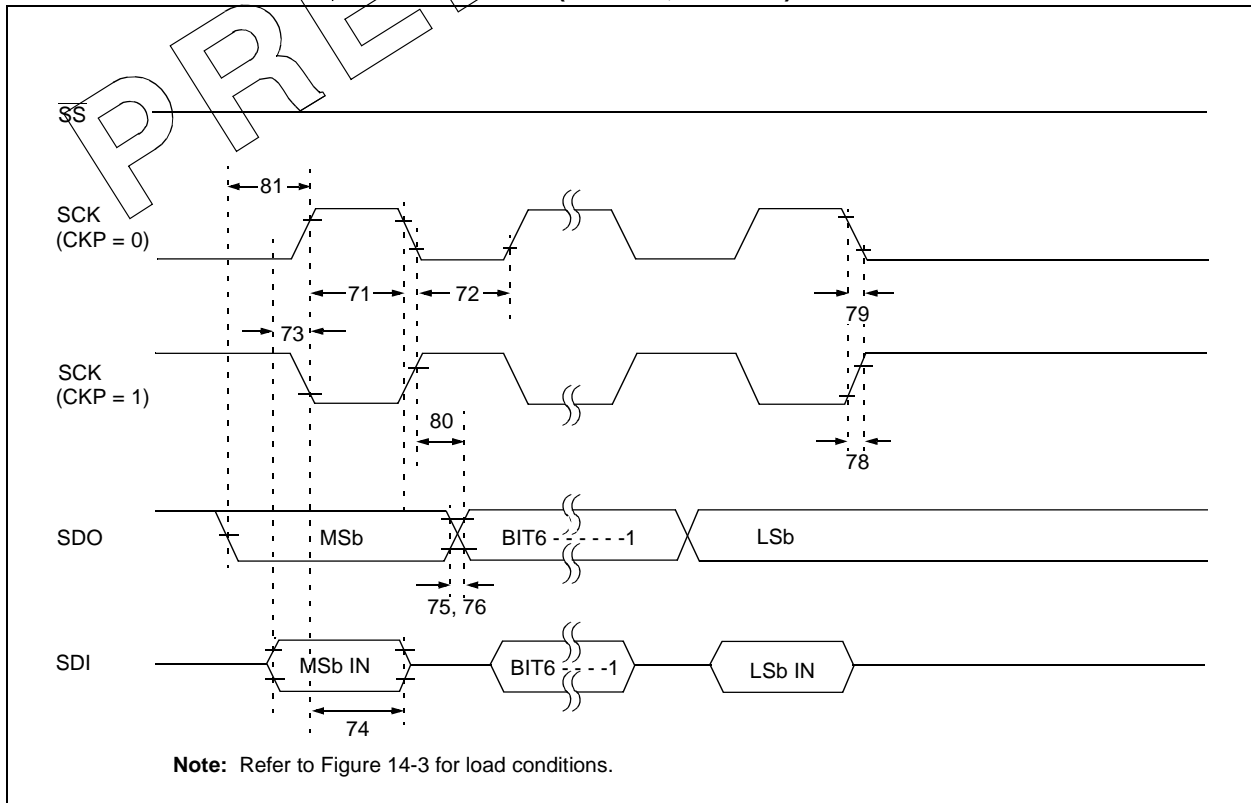 PRE
SS
81
SCK
(CKP = 0)
71
72
79
73
SCK
(CKP = 1)
80
78
SDO
MSb
BIT6 - - - - - -1
LSb
75, 76
SDI
MSb IN
BIT6 - - - -1
LSb IN
74
Note: Refer to Figure 14-3 for load conditions.